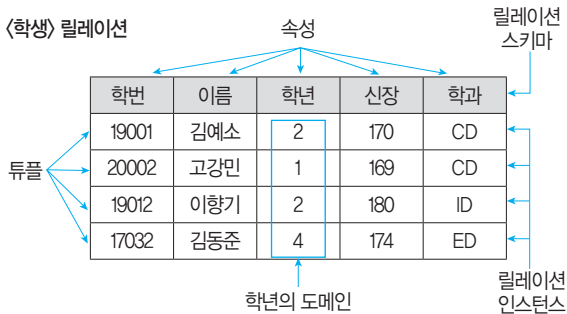 〈학생〉 릴레이션
속성
릴레이션
스키마
학번 이름 학년 신장 학과
19001 김예소 2 170 CD
20002 고강민 1 169 CD
튜플
19012 이향기 2 180 ID
17032 김동준 4 174 ED
학년의 도메인
릴레이션
인스턴스